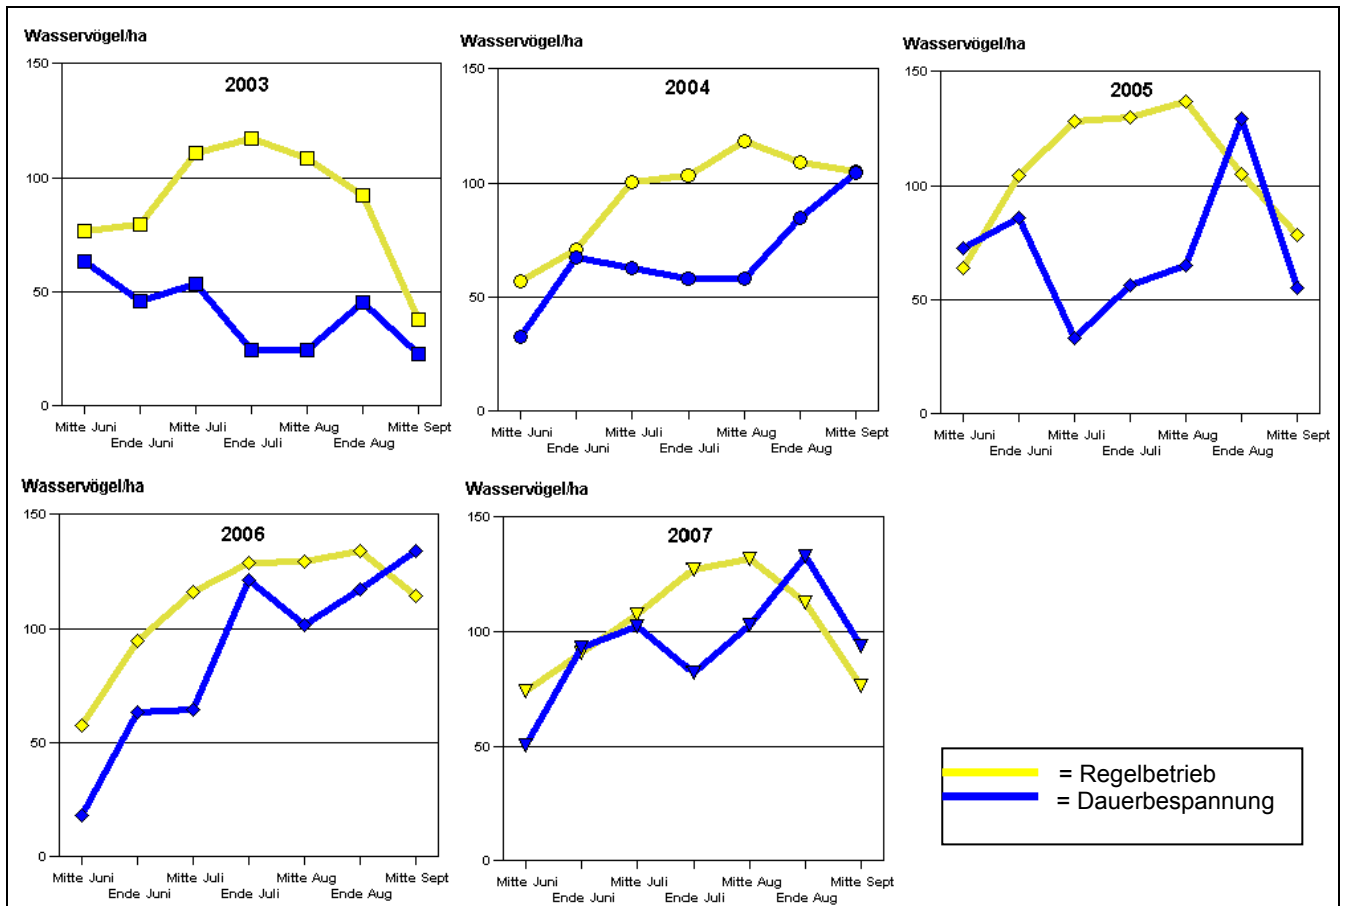 Wasservögel/ha
2003
150
100
50
0
Mitte Juni
Ende Juni
Mitte Juli
Ende Juli
Mitte Aug
Ende Aug
Mitte Sept
Wasservögel/ha
2004
150
100
50
0
Mitte Juni
Ende Juni
Mitte Juli
Ende Juli
Mitte Aug
Ende Aug
Mitte Sept
Wasservögel/ha
2005
150
100
50
0
Mitte Juni
Ende Juni
Mitte Juli
Ende Juli
Mitte Aug
Ende Aug
Mitte Sept
Wasservögel/ha
2006
150
100
50
0
Mitte Juni
Ende Juni
Mitte Juli
Ende Juli
Mitte Aug
Ende Aug
Mitte Sept
Wasservögel/ha
2007
150
100
50
0
Mitte Juni
Ende Juni
Mitte Juli
Ende Juli
Mitte Aug
Ende Aug
Mitte Sept
= Regelbetrieb
= Dauerbespannung